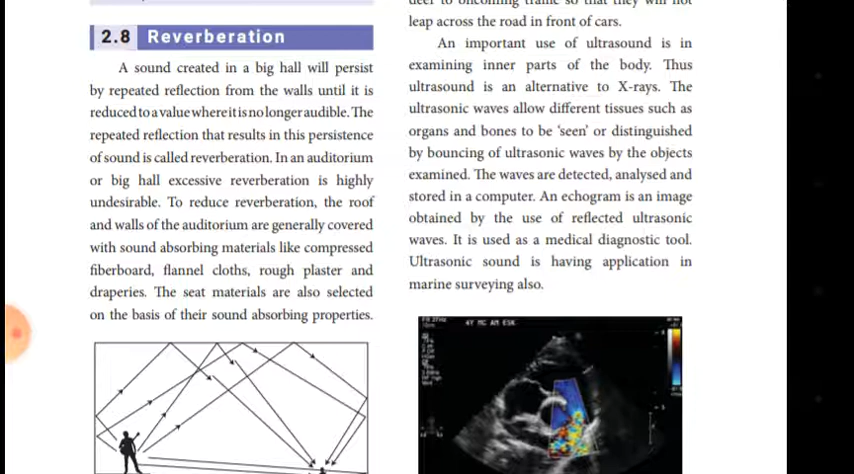 2.8 Reverberation
A sound created in a big hall will persist
by repeated reflection from the walls until it is
reduced to a value where it is no longer audible. The
repeated reflection that results in this persistence
of sound is called reverberation. In an auditorium
or big hall excessive reverberation is highly
undesirable. To reduce reverberation, the roof
and walls of the auditorium are generally covered
with sound absorbing materials like compressed
fiberboard, flannel cloths, rough plaster and
draperies. The seat materials are also selected
on the basis of their sound absorbing properties.
deer to oncoming traffic so that they will not
leap across the road in front of cars.
An important use of ultrasound is in
examining inner parts of the body. Thus
ultrasound is an alternative to X-rays. The
ultrasonic waves allow different tissues such as
organs and bones to be ‘seen’ or distinguished
by bouncing of ultrasonic waves by the objects
examined. The waves are detected, analysed and
stored in a computer. An echogram is an image
obtained by the use of reflected ultrasonic
waves. It is used as a medical diagnostic tool.
Ultrasonic sound is having application in
marine surveying also.